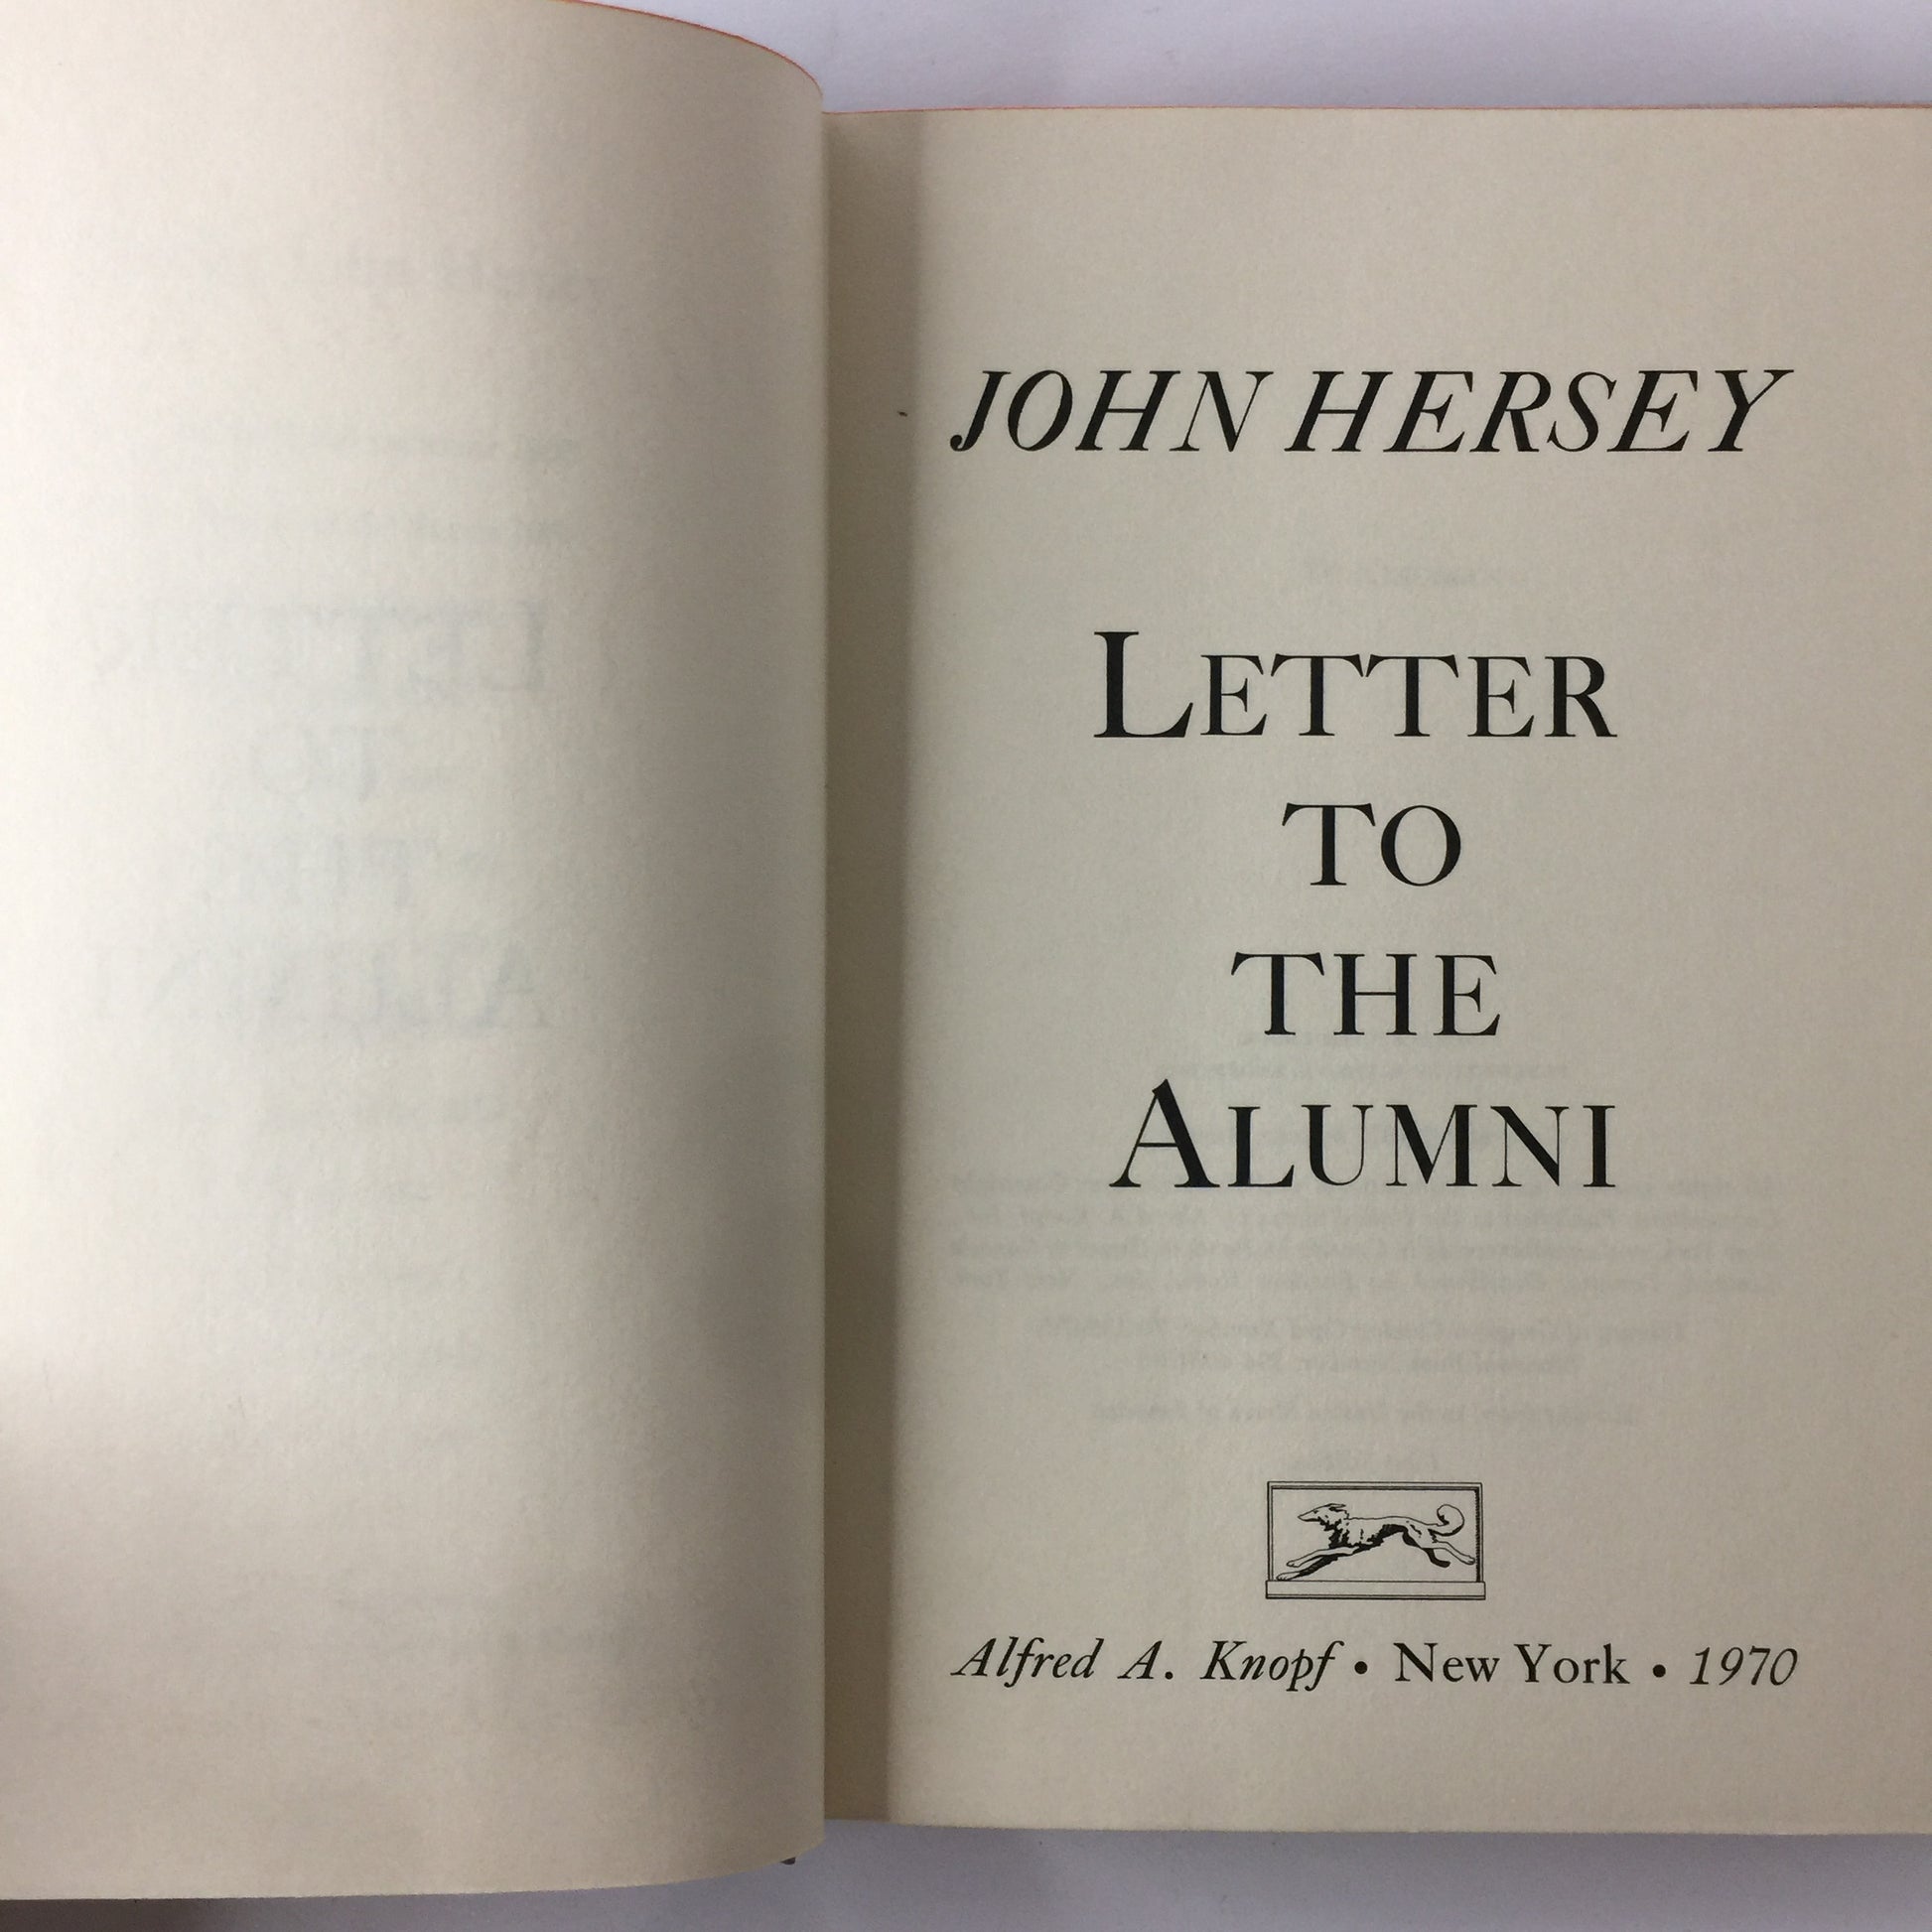 JOHN HERSEY
LETTER
TO
THE
ALUMNI
Alfred A. Knopf • New York • 1970